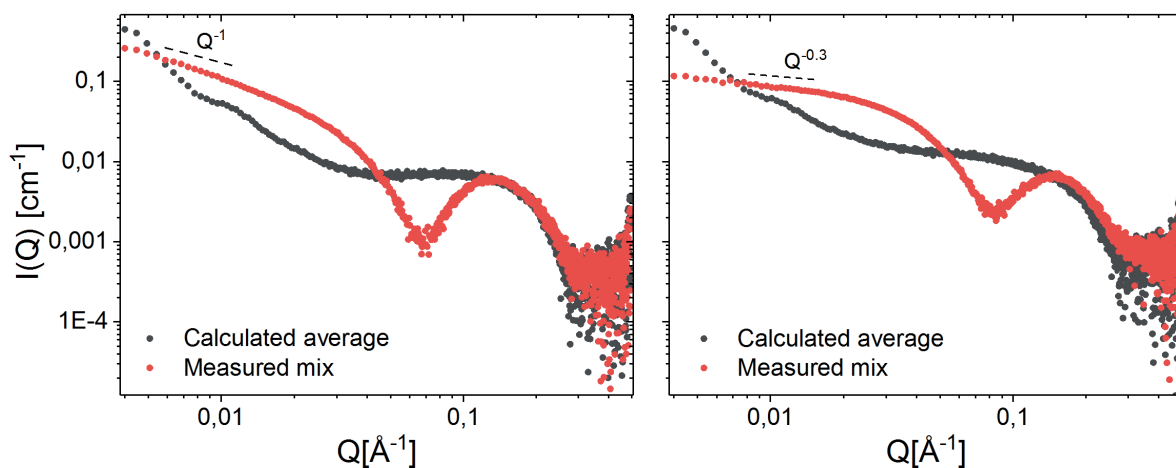 I(Q) [cm-1]
0,1
0,01
0,001
1E-4
Q-1
Calculated average
Measured mix
0,01
0,1
Q[Å-1]
Q-0.3
Calculated average
Measured mix
0,01
0,1
Q[Å-1]